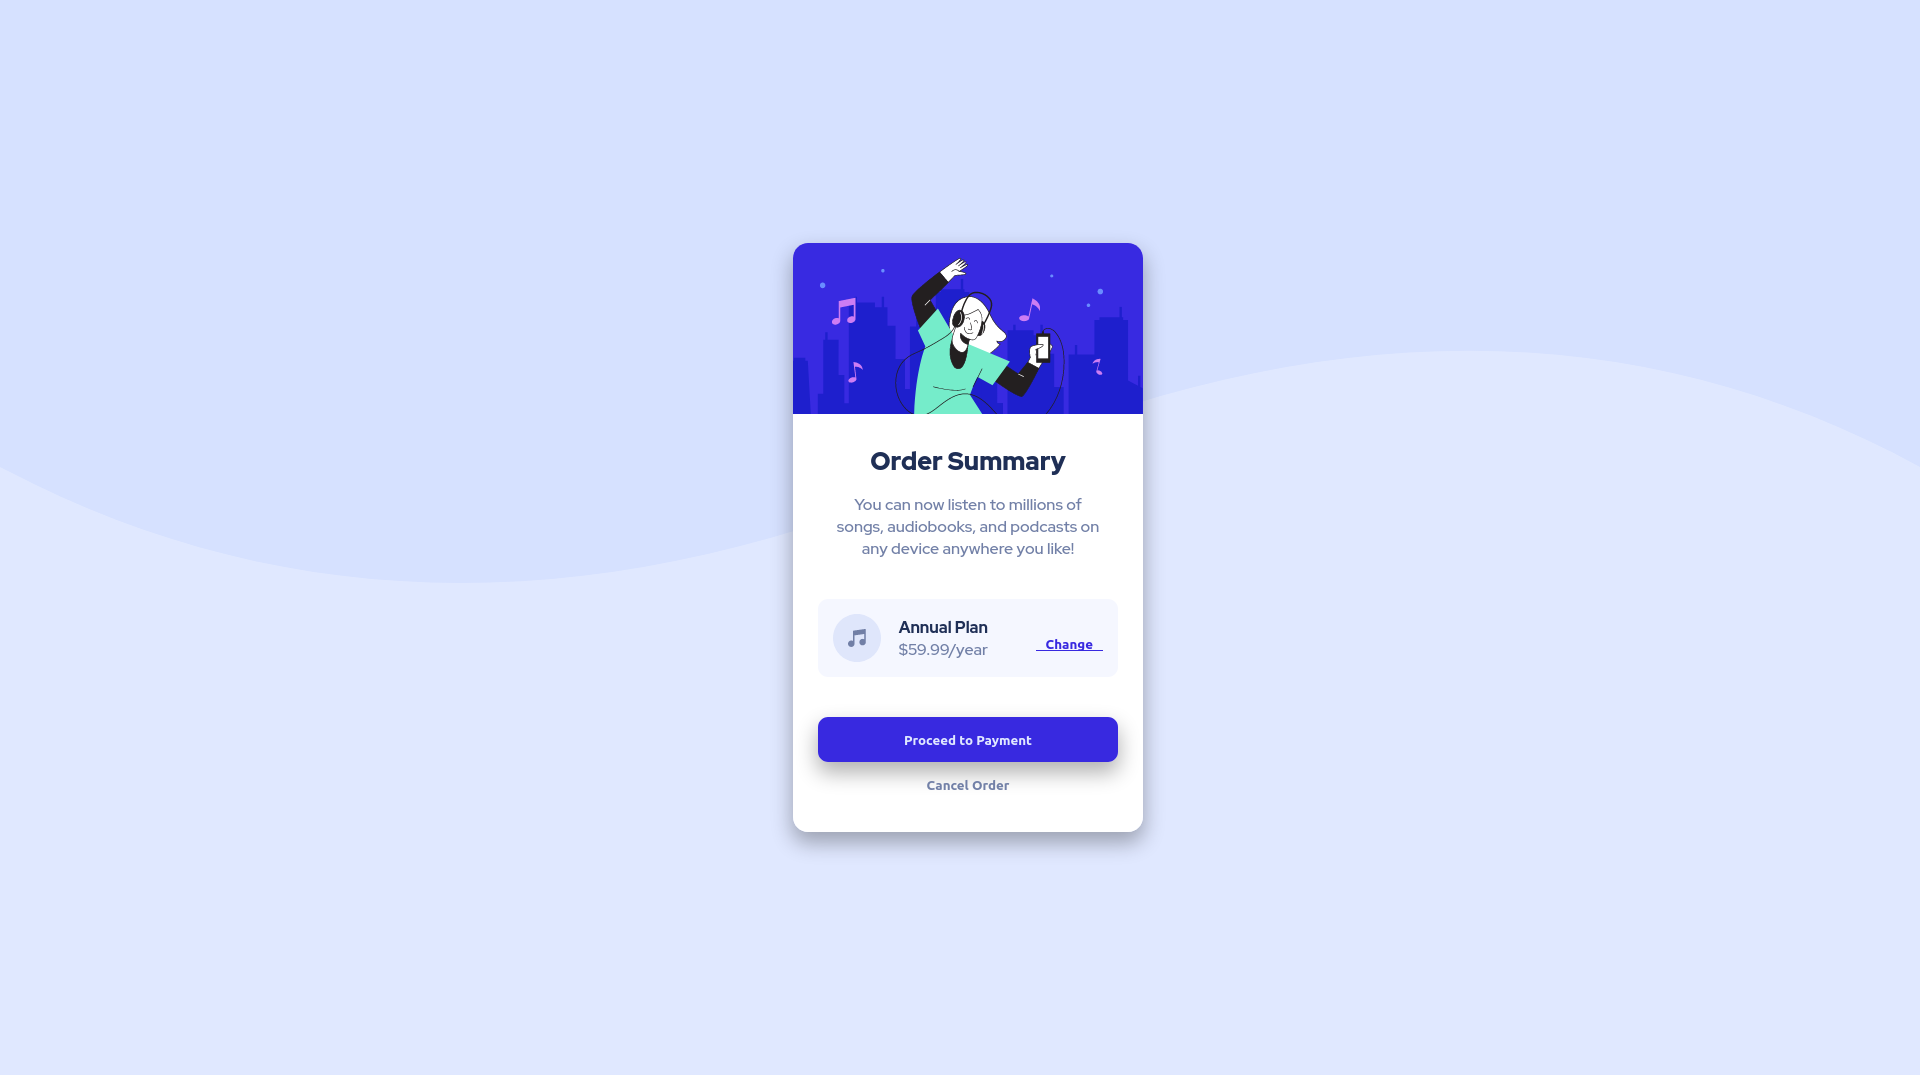 Order Summary
You can now listen to millions of
songs, audiobooks, and podcasts on
any device anywhere you like!
Annual Plan
$59.99/year
Change
Proceed to Payment
Cancel Order